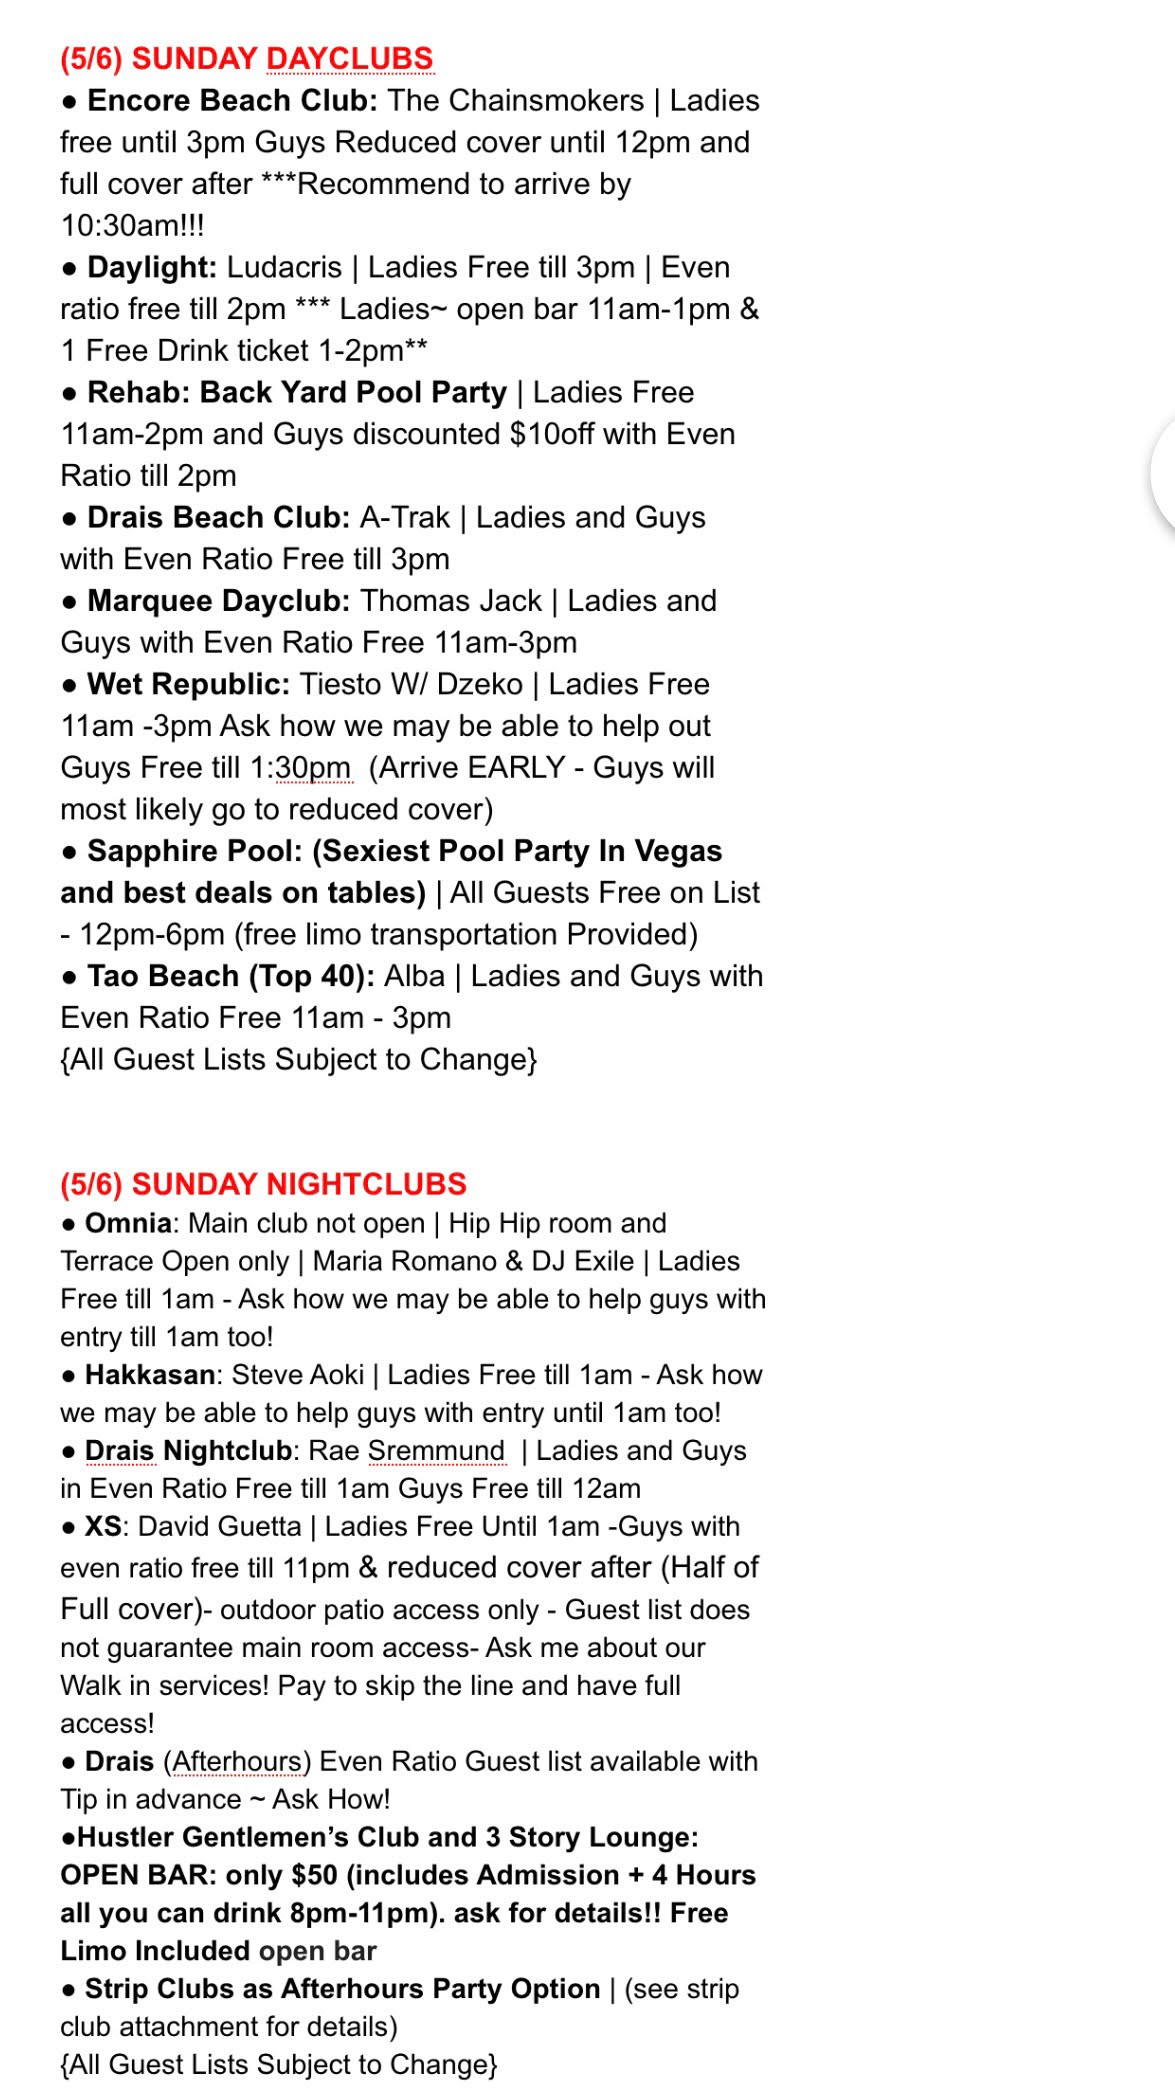 (5/6) SUNDAY DAYCLUBS
● Encore Beach Club: The Chainsmokers | Ladies
free until 3pm Guys Reduced cover until 12pm and
full cover after ***Recommend to arrive by
10:30am!!!
● Daylight: Ludacris | Ladies Free till 3pm | Even
ratio free till 2pm *** Ladies~ open bar 11am-1pm &
1 Free Drink ticket 1-2pm**
● Rehab: Back Yard Pool Party | Ladies Free
11am-2pm and Guys discounted $10off with Even
Ratio till 2pm
● Drais Beach Club: A-Trak | Ladies and Guys
with Even Ratio Free till 3pm
● Marquee Dayclub: Thomas Jack | Ladies and
Guys with Even Ratio Free 11am-3pm
● Wet Republic: Tiesto W/ Dzeko | Ladies Free
11am -3pm Ask how we may be able to help out
Guys Free till 1:30pm  (Arrive EARLY - Guys will
most likely go to reduced cover)
● Sapphire Pool: (Sexiest Pool Party In Vegas
and best deals on tables) | All Guests Free on List
- 12pm-6pm (free limo transportation Provided)
● Tao Beach (Top 40): Alba | Ladies and Guys with
Even Ratio Free 11am - 3pm
{All Guest Lists Subject to Change}
(5/6) SUNDAY NIGHTCLUBS
● Omnia: Main club not open | Hip Hip room and
Terrace Open only | Maria Romano & DJ Exile | Ladies
Free till 1am - Ask how we may be able to help guys with
entry till 1am too!
● Hakkasan: Steve Aoki | Ladies Free till 1am - Ask how
we may be able to help guys with entry until 1am too!
● Drais Nightclub: Rae Sremmund  | Ladies and Guys
in Even Ratio Free till 1am Guys Free till 12am
● XS: David Guetta | Ladies Free Until 1am -Guys with
even ratio free till 11pm & reduced cover after (Half of
Full cover)- outdoor patio access only - Guest list does
not guarantee main room access- Ask me about our
Walk in services! Pay to skip the line and have full
access!
● Drais (Afterhours) Even Ratio Guest list available with
Tip in advance ~ Ask How!
●Hustler Gentlemen’s Club and 3 Story Lounge:
OPEN BAR: only $50 (includes Admission + 4 Hours
all you can drink 8pm-11pm). ask for details!! Free
Limo Included open bar
● Strip Clubs as Afterhours Party Option | (see strip
club attachment for details)
{All Guest Lists Subject to Change}